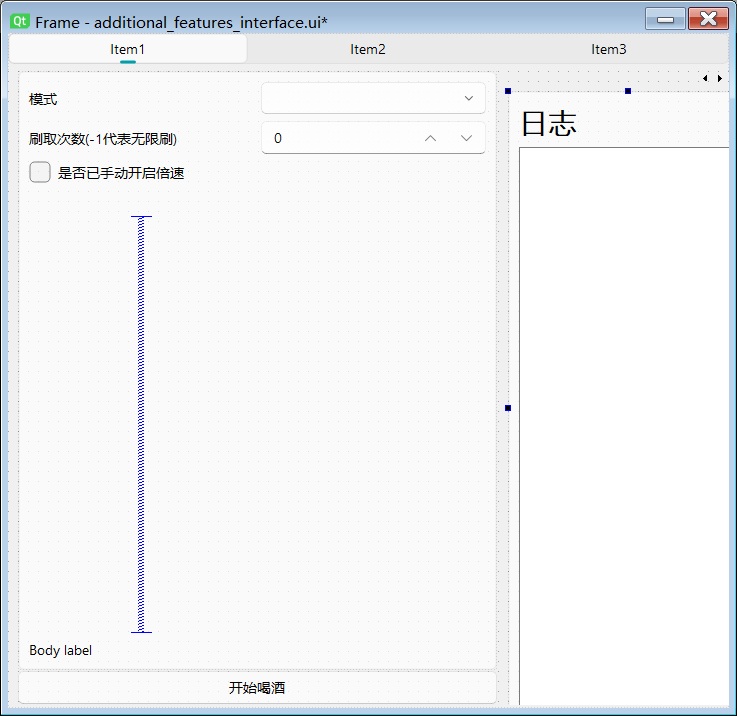 Qt Frame - additional_features_interface.ui*
Item1 Item2 Item3
模式
刷取次数(-1代表无限刷) 0
是否已手动开启倍速
日志
Body label
开始喝酒